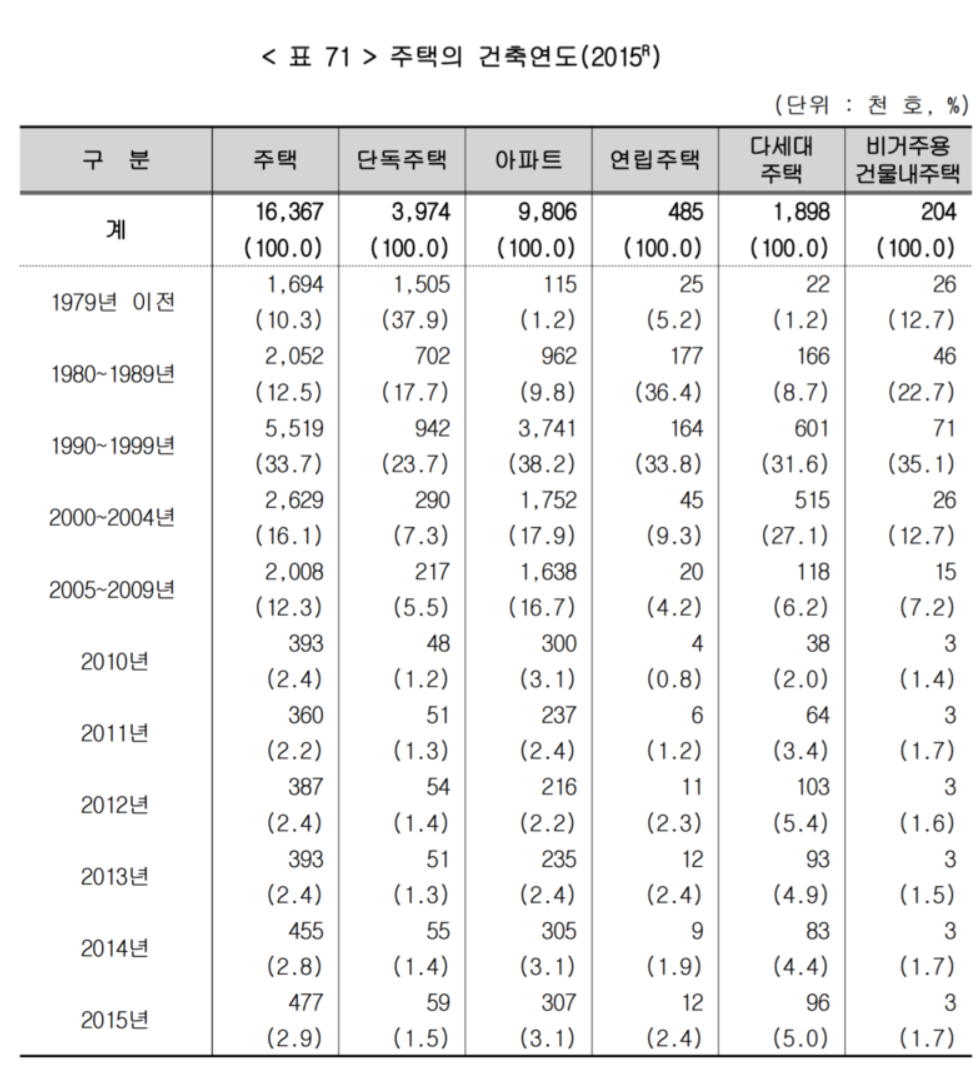 < 표 71 > 주택의 건축연도(2015ᴿ)
(단위 : 천 호, %)
구 분 주택 단독주택 아파트 연립주택 다세대 주택 비거주용 건물내주택
계 16,367 3,974 9,806 485 1,898 204
(100.0) (100.0) (100.0) (100.0) (100.0) (100.0)
1979년 이전 1,694 1,505 115 25 22 26
(10.3) (37.9) (1.2) (5.2) (1.2) (12.7)
1980~1989년 2,052 702 962 177 166 46
(12.5) (17.7) (9.8) (36.4) (8.7) (22.7)
1990~1999년 5,519 942 3,741 164 601 71
(33.7) (23.7) (38.2) (33.8) (31.6) (35.1)
2000~2004년 2,629 290 1,752 45 515 26
(16.1) (7.3) (17.9) (9.3) (27.1) (12.7)
2005~2009년 2,008 217 1,638 20 118 15
(12.3) (5.5) (16.7) (4.2) (6.2) (7.2)
2010년 393 48 300 4 38 3
(2.4) (1.2) (3.1) (0.8) (2.0) (1.4)
2011년 360 51 237 6 64 3
(2.2) (1.3) (2.4) (1.2) (3.4) (1.7)
2012년 387 54 216 11 103 3
(2.4) (1.4) (2.2) (2.3) (5.4) (1.6)
2013년 393 51 235 12 93 3
(2.4) (1.3) (2.4) (2.4) (4.9) (1.5)
2014년 455 55 305 9 83 3
(2.8) (1.4) (3.1) (1.9) (4.4) (1.7)
2015년 477 59 307 12 96 3
(2.9) (1.5) (3.1) (2.4) (5.0) (1.7)